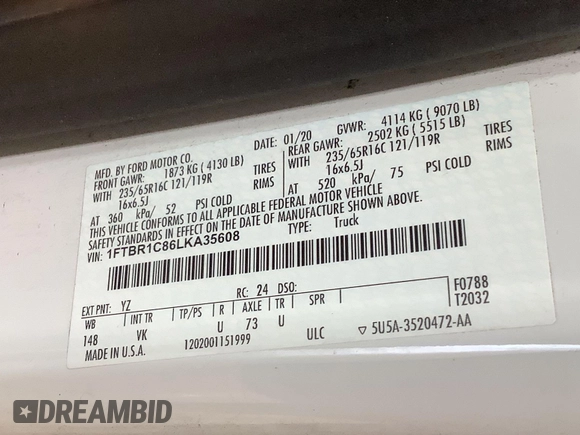 MFD. BY FORD MOTOR CO. DATE: 01/20 GVWR: 4114 KG ( 9070 LB)
FRONT GAWR: 1873 KG ( 4130 LB) REAR GAWR: 2502 KG ( 5515 LB)
WITH 235/65R16C 121/119R TIRES WITH 235/65R16C 121/119R TIRES
16x6.5J RIMS 16x6.5J RIMS
AT 360 kPa/ 52 PSI COLD AT 520 kPa/ 75 PSI COLD
THIS VEHICLE CONFORMS TO ALL APPLICABLE FEDERAL MOTOR VEHICLE
SAFETY STANDARDS IN EFFECT ON THE DATE OF MANUFACTURE SHOWN ABOVE.
VIN: 1FTBR1C86LKA35608 TYPE: Truck
EXT PNT: YZ RC: 24 DSO: F0788
WB INT TR TP/PS R AXLE TR SPR T2032
148 VK U 73 U
MADE IN U.S.A. 1202001151999 ULC ▽ 5U5A-3520472-AA
DREAMBID